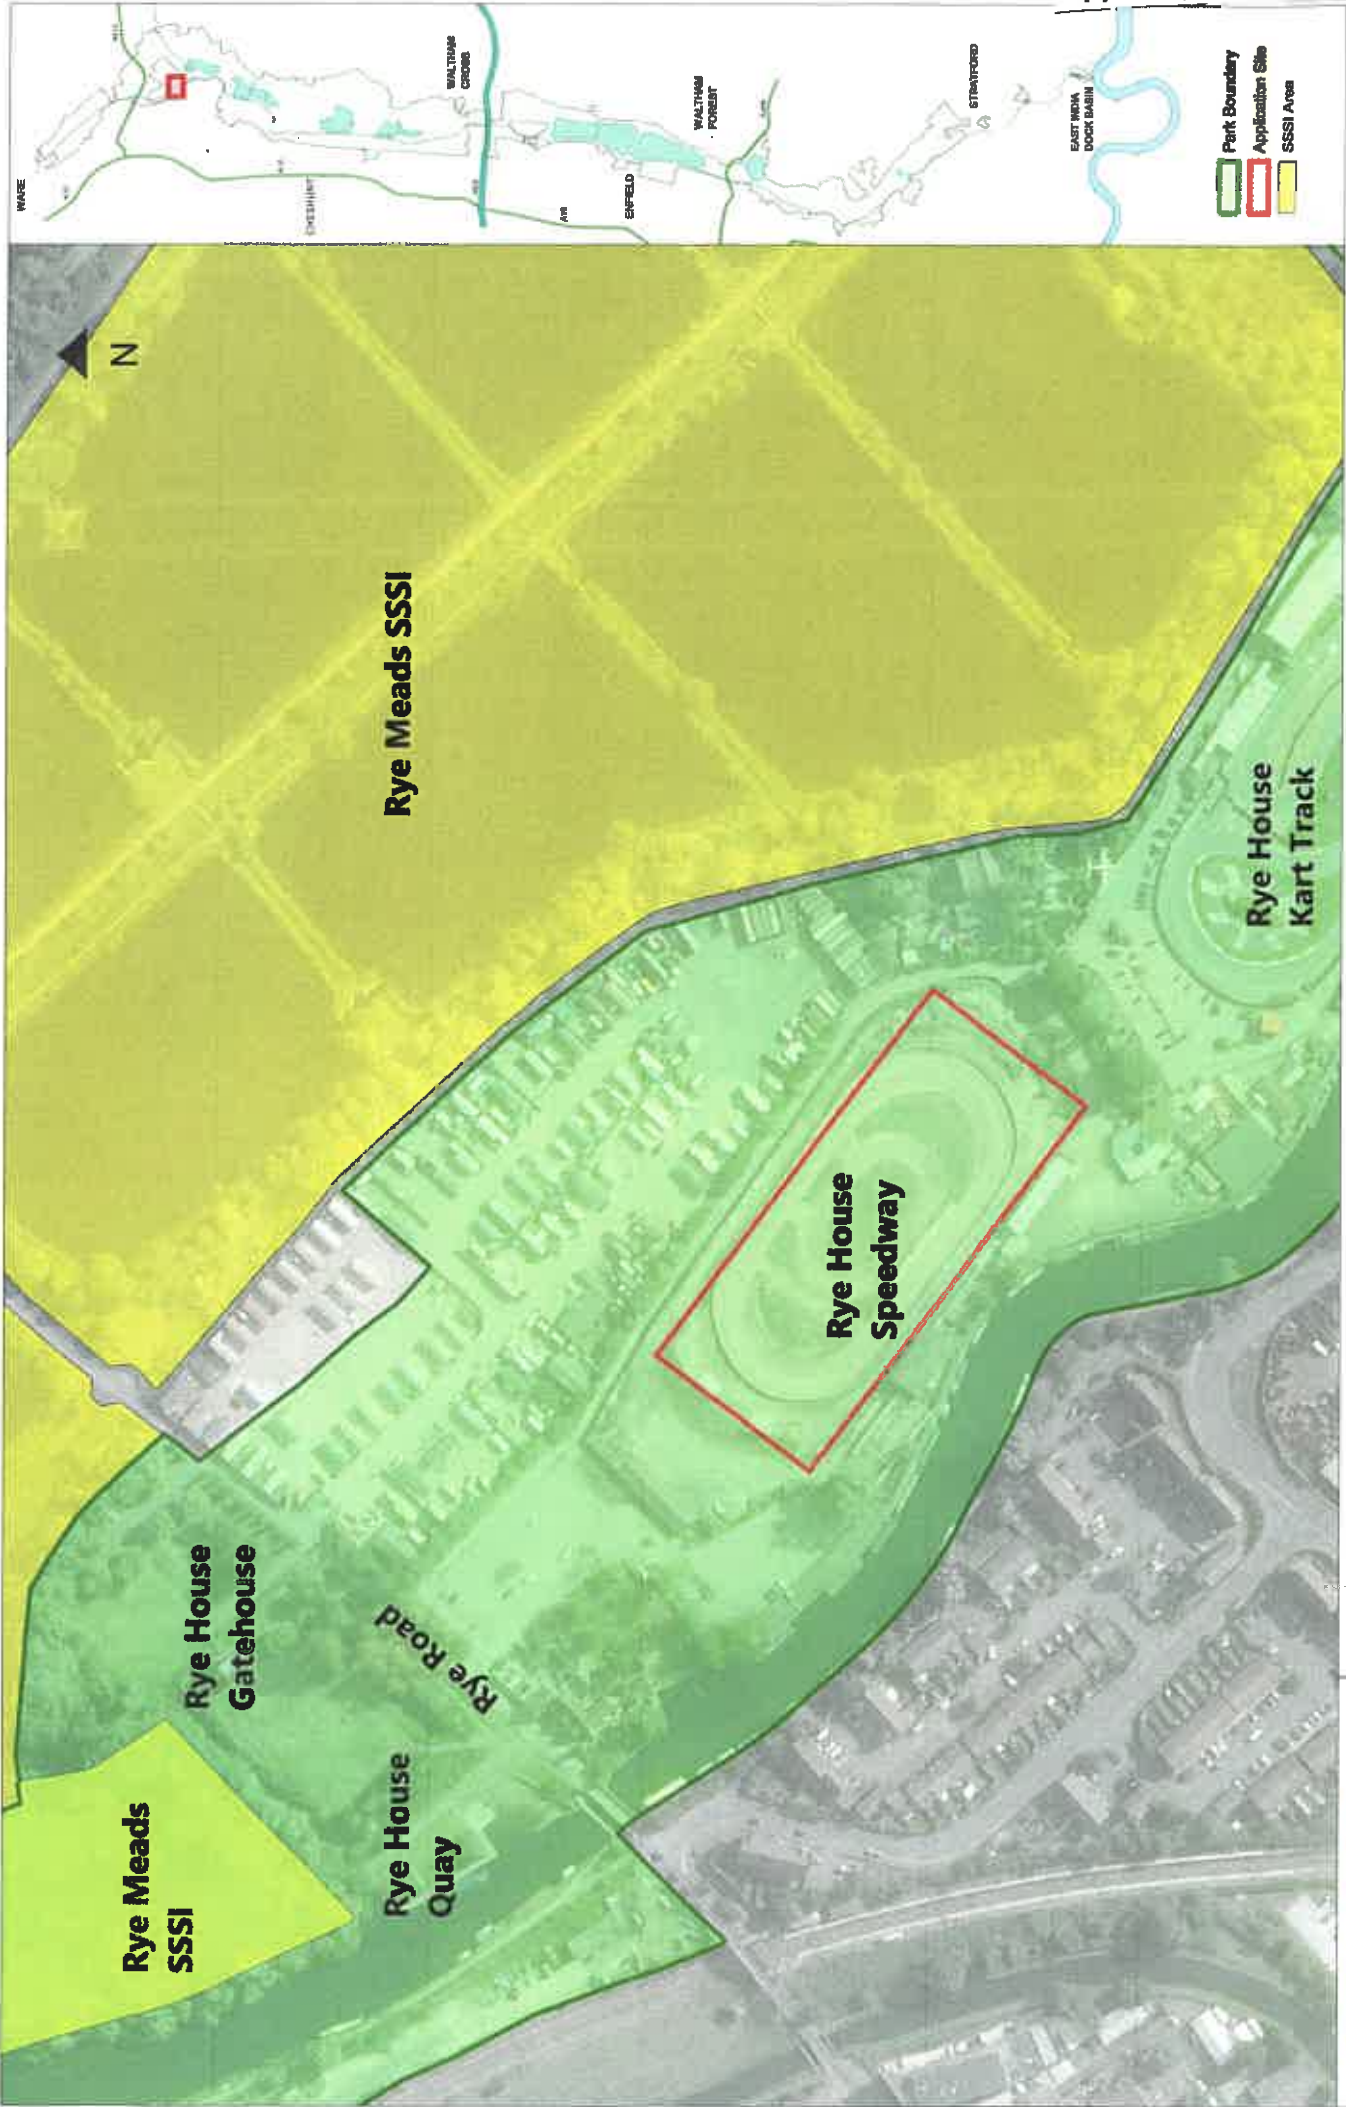 Rye Meads
SSSI
Rye House
Gatehouse
Rye House
Quay
Rye Road
Rye Meads SSSI
Rye House
Speedway
Rye House
Kart Track
N
WARE
CHESHUNT
WALTHAM
CROSS
A10
ENFIELD
WALTHAM
FOREST
STRATFORD
EAST INDIA
DOCK BASIN
Park Boundary
Application Site
SSSI Area